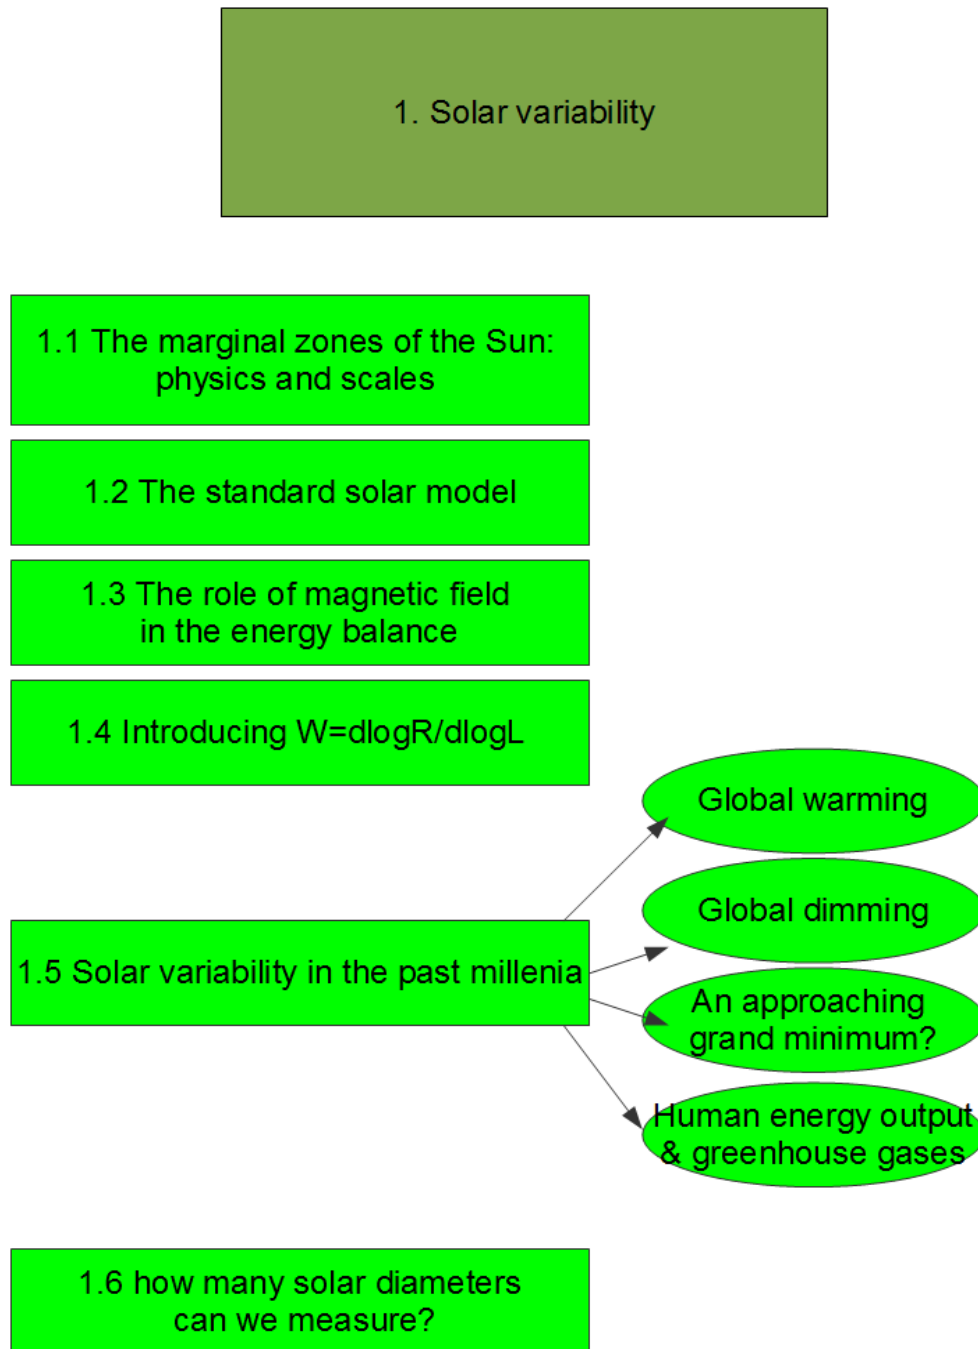 1. Solar variability
1.1 The marginal zones of the Sun:
physics and scales
1.2 The standard solar model
1.3 The role of magnetic field
in the energy balance
1.4 Introducing W=dlogR/dlogL
1.5 Solar variability in the past millenia
Global warming
Global dimming
An approaching
grand minimum?
Human energy output
& greenhouse gases
1.6 how many solar diameters
can we measure?